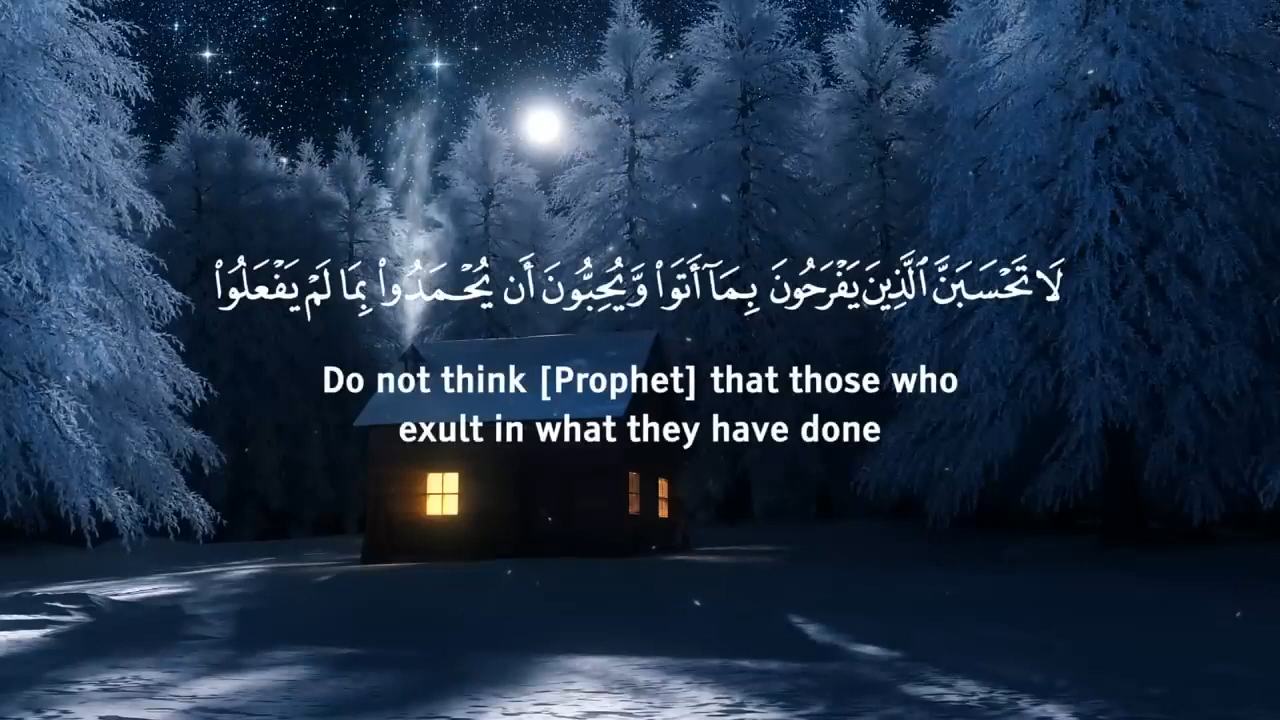 لَا تَحْسَبَنَّ ٱلَّذِينَ يَفْرَحُونَ بِمَآ أَتَوا۟ وَّيُحِبُّونَ أَن يُحْمَدُوا۟ بِمَا لَمْ يَفْعَلُوا۟
Do not think [Prophet] that those who
exult in what they have done